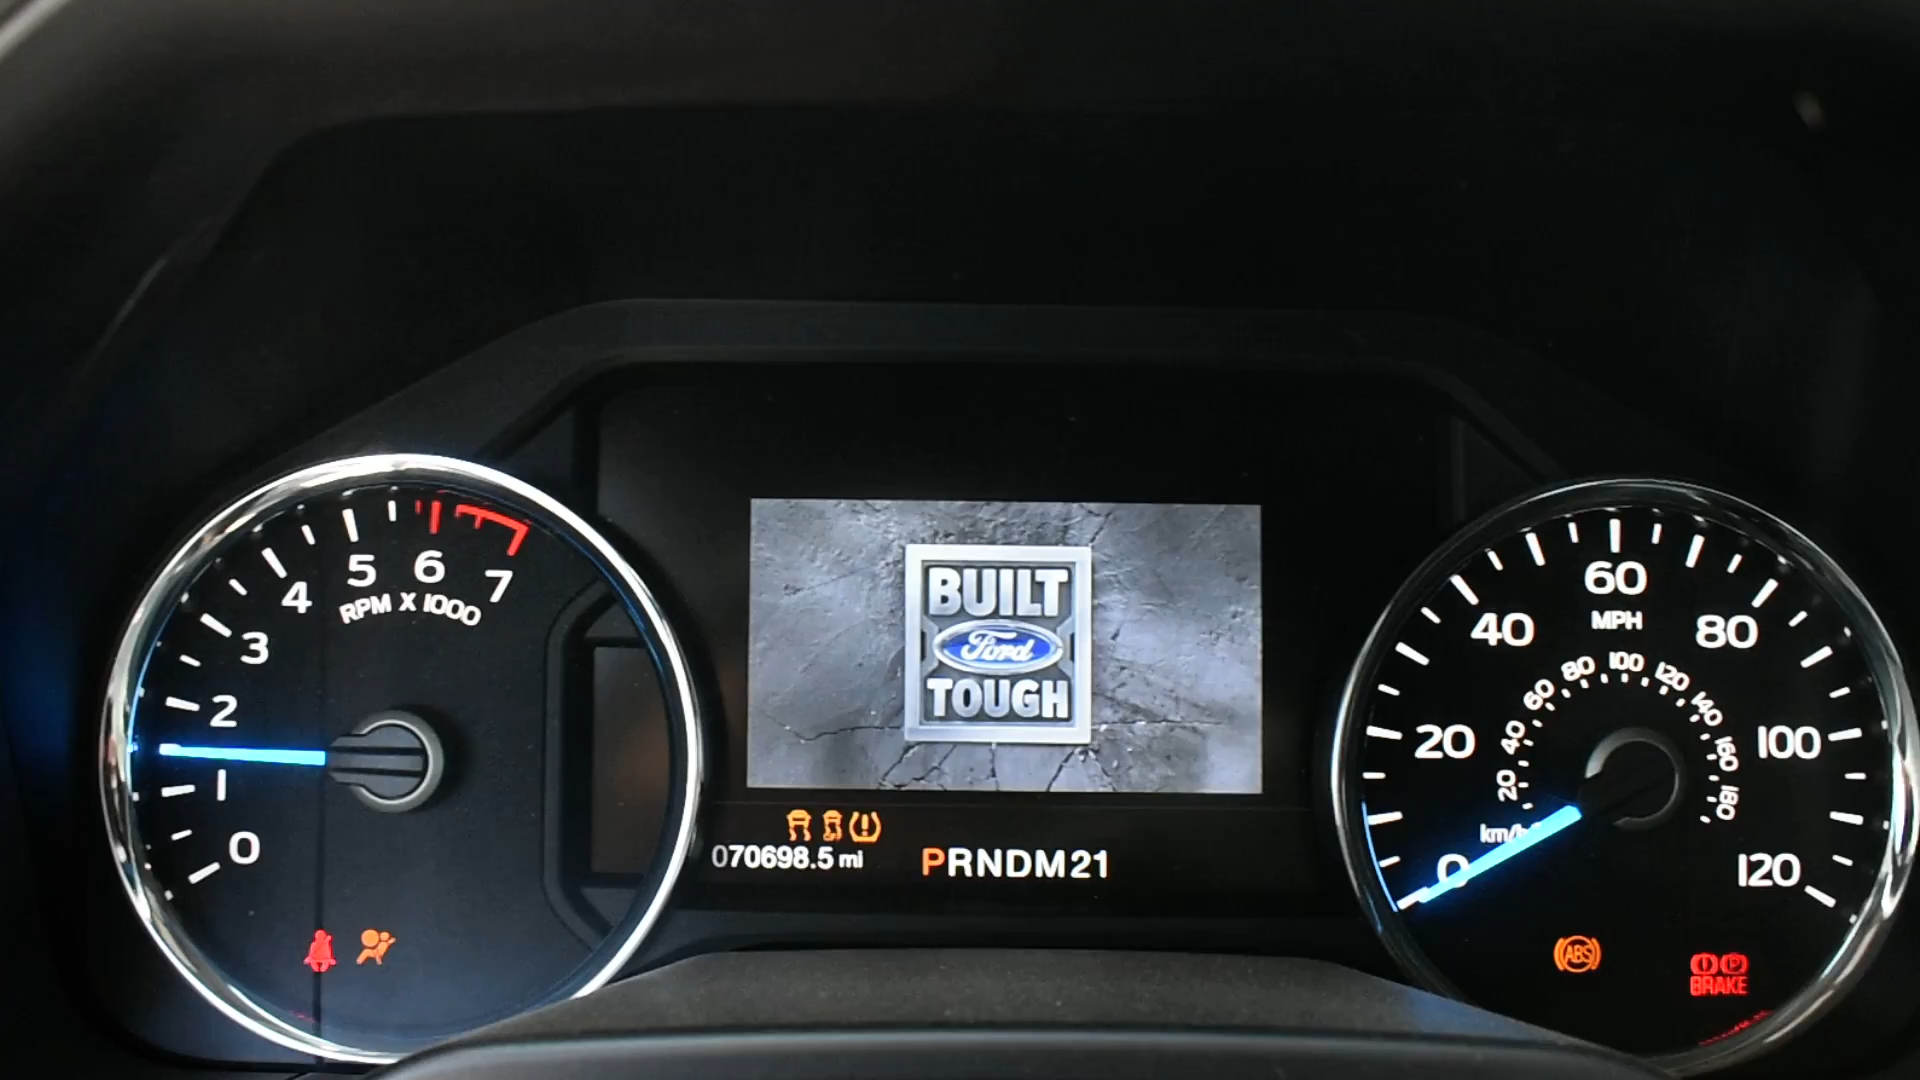 0 1 2 3 4 5 6 7
RPM X 1000
BUILT
Ford
TOUGH
070698.5 mi
PRNDM21
0 20 40 60 80 100 120
MPH
20 40 60 80 100 120 140 160 180
km/h
ABS
P
BRAKE